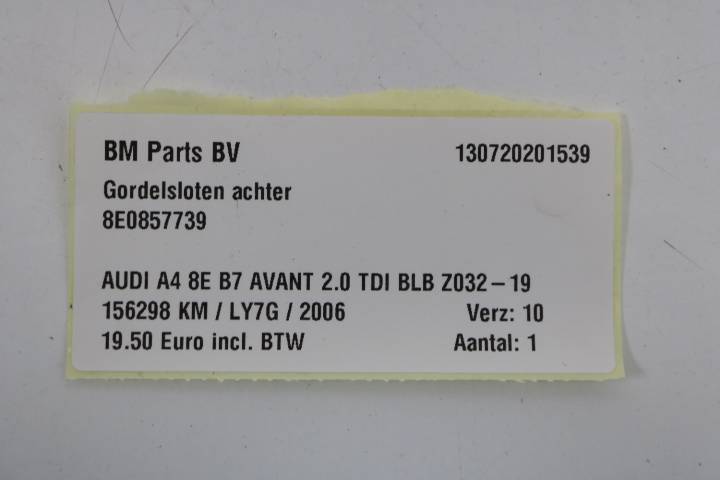 BM Parts BV 130720201539
Gordelsloten achter
8E0857739
AUDI A4 8E B7 AVANT 2.0 TDI BLB Z032-19
156298 KM / LY7G / 2006 Verz: 10
19.50 Euro incl. BTW Aantal: 1